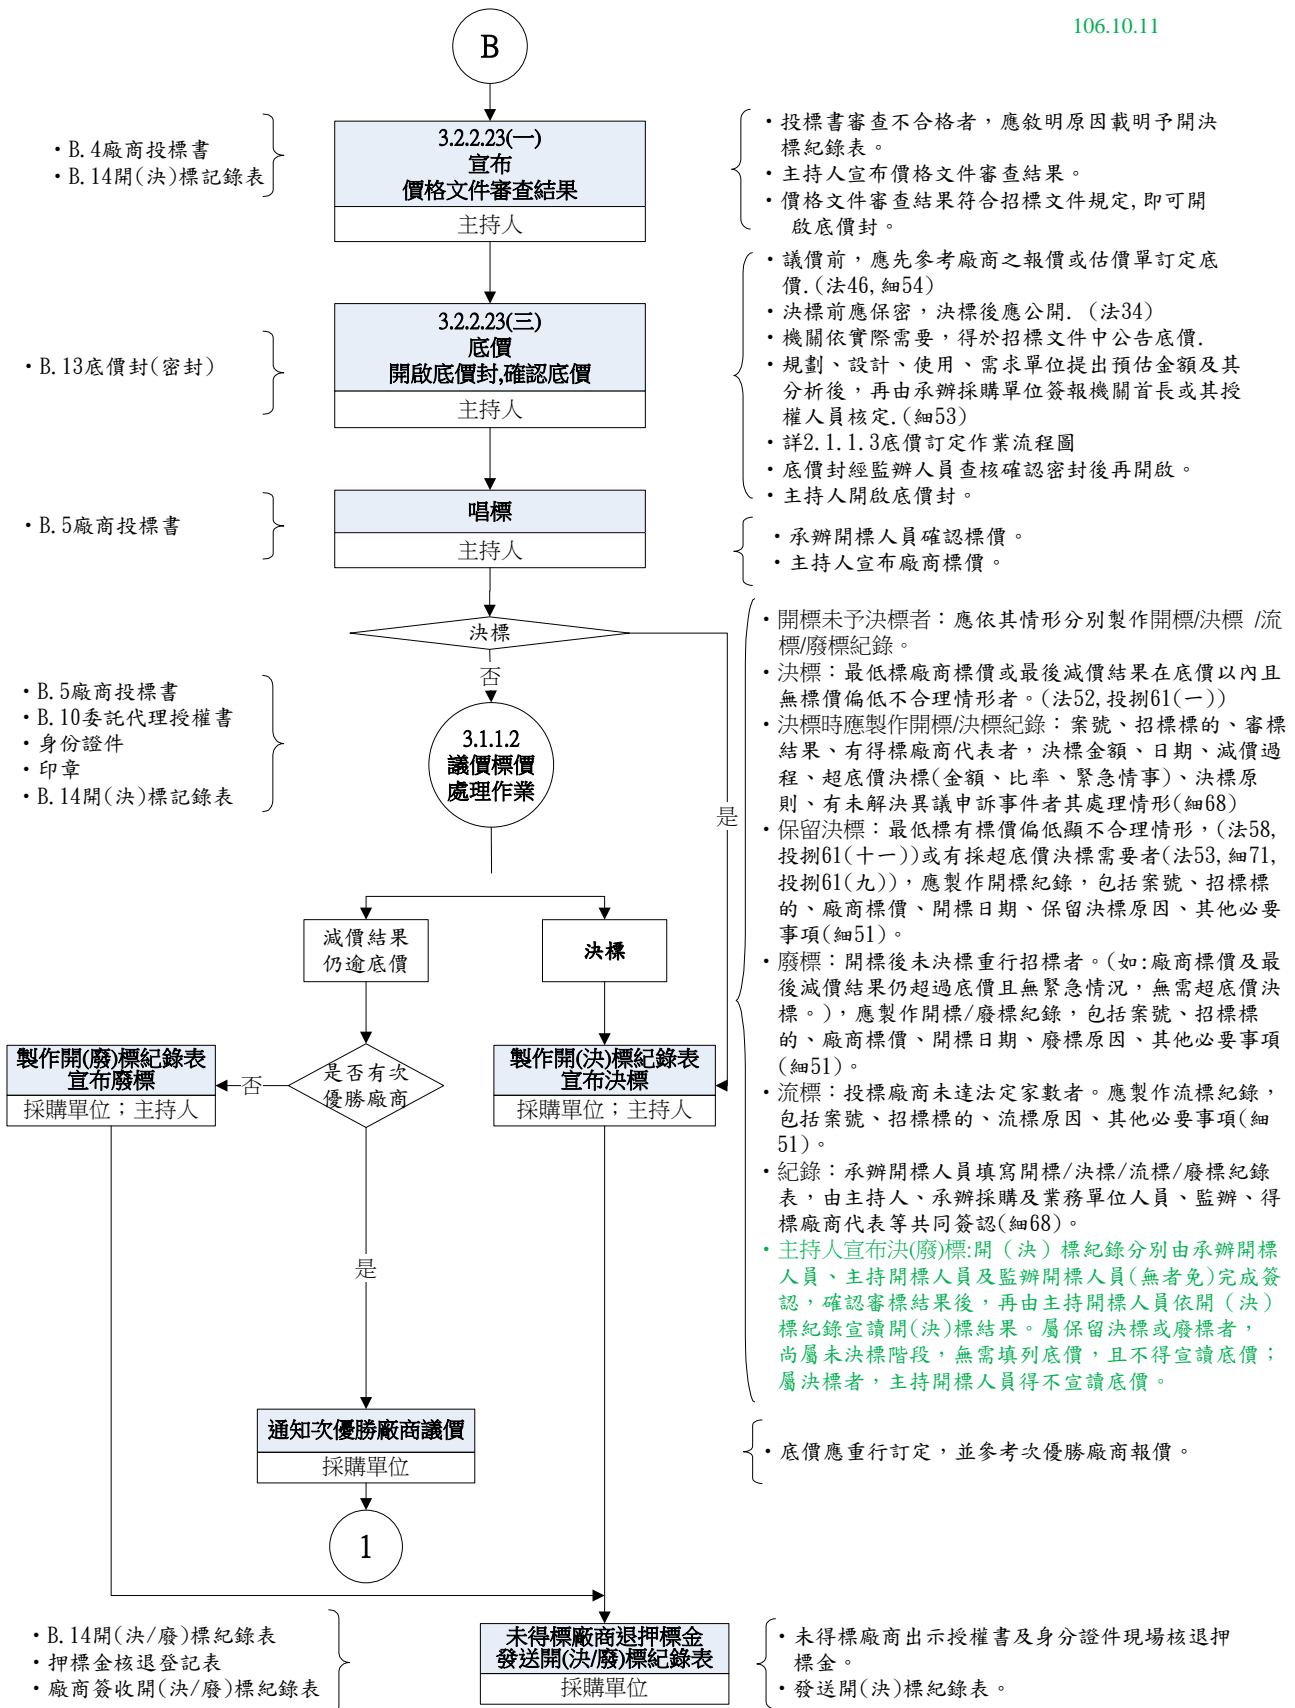 106.10.11
B
・B.4廠商投標書
・B.14開(決)標記錄表
3.2.2.23(一)
宣布
價格文件審查結果
主持人
・投標書審查不合格者，應敘明原因載明予開決
標紀錄表。
・主持人宣布價格文件審查結果。
・價格文件審查結果符合招標文件規定,即可開
啟底價封。
・B.13底價封(密封)
3.2.2.23(三)
底價
開啟底價封,確認底價
主持人
・議價前，應先參考廠商之報價或估價單訂定底
價.(法46,細54)
・決標前應保密，決標後應公開. (法34)
・機關依實際需要，得於招標文件中公告底價.
・規劃、設計、使用、需求單位提出預估金額及其
分析後，再由承辦採購單位簽報機關首長或其授
權人員核定.(細53)
・詳2.1.1.3底價訂定作業流程圖
・底價封經監辦人員查核確認密封後再開啟。
・主持人開啟底價封。
・B.5廠商投標書
唱標
主持人
・承辦開標人員確認標價。
・主持人宣布廠商標價。
決標
否
是
・B.5廠商投標書
・B.10委託代理授權書
・身份證件
・印章
・B.14開(決)標記錄表
3.1.1.2
議價標價
處理作業
減價結果
仍逾底價
決標
製作開(廢)標紀錄表
宣布廢標
採購單位；主持人
否
是否有次
優勝廠商
製作開(決)標紀錄表
宣布決標
採購單位；主持人
是
・開標未予決標者：應依其情形分別製作開標/決標 /流
標/廢標紀錄。
・決標：最低標廠商標價或最後減價結果在底價以內且
無標價偏低不合理情形者。(法52,投捌61(一))
・決標時應製作開標/決標紀錄：案號、招標標的、審標
結果、有得標廠商代表者，決標金額、日期、減價過
程、超底價決標(金額、比率、緊急情事)、決標原
則、有未解決異議申訴事件者其處理情形(細68)
・保留決標：最低標有標價偏低顯不合理情形，(法58,
投捌61(十一))或有採超底價決標需要者(法53,細71,
投捌61(九))，應製作開標紀錄，包括案號、招標標
的、廠商標價、開標日期、保留決標原因、其他必要
事項(細51)。
・廢標：開標後未決標重行招標者。(如:廠商標價及最
後減價結果仍超過底價且無緊急情況，無需超底價決
標。)，應製作開標/廢標紀錄，包括案號、招標標
的、廠商標價、開標日期、廢標原因、其他必要事項
(細51)。
・流標：投標廠商未達法定家數者。應製作流標紀錄，
包括案號、招標標的、流標原因、其他必要事項(細
51)。
・紀錄：承辦開標人員填寫開標/決標/流標/廢標紀錄
表，由主持人、承辦採購及業務單位人員、監辦、得
標廠商代表等共同簽認(細68)。
・主持人宣布決(廢)標:開（決）標紀錄分別由承辦開標
人員、主持開標人員及監辦開標人員(無者免)完成簽
認，確認審標結果後，再由主持開標人員依開（決）
標紀錄宣讀開(決)標結果。屬保留決標或廢標者，
尚屬未決標階段，無需填列底價，且不得宣讀底價；
屬決標者，主持開標人員得不宣讀底價。
通知次優勝廠商議價
採購單位
・底價應重行訂定，並參考次優勝廠商報價。
1
・B.14開(決/廢)標紀錄表
・押標金核退登記表
・廠商簽收開(決/廢)標紀錄表
未得標廠商退押標金
發送開(決/廢)標紀錄表
採購單位
・未得標廠商出示授權書及身分證件現場核退押
標金。
・發送開(決)標紀錄表。